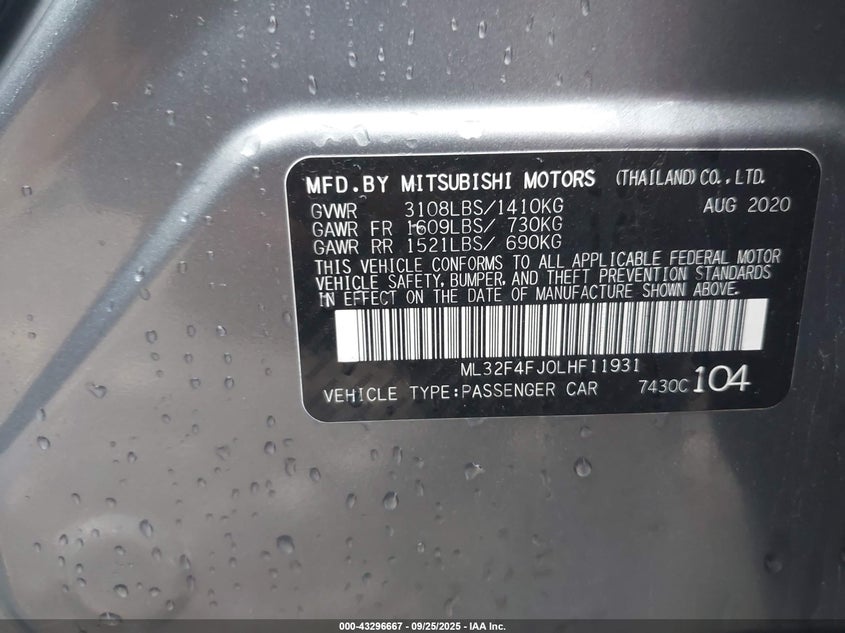 MFD.BY MITSUBISHI MOTORS (THAILAND) CO.,LTD.
GVWR 3108LBS/1410KG AUG 2020
GAWR FR 1609LBS/ 730KG
GAWR RR 1521LBS/ 690KG
THIS VEHICLE CONFORMS TO ALL APPLICABLE FEDERAL MOTOR
VEHICLE SAFETY, BUMPER, AND THEFT PREVENTION STANDARDS
IN EFFECT ON THE DATE OF MANUFACTURE SHOWN ABOVE.
ML32F4FJ0LHF11931
VEHICLE TYPE:PASSENGER CAR 7430C 104
000-43296667 - 09/25/2025 - IAA Inc.